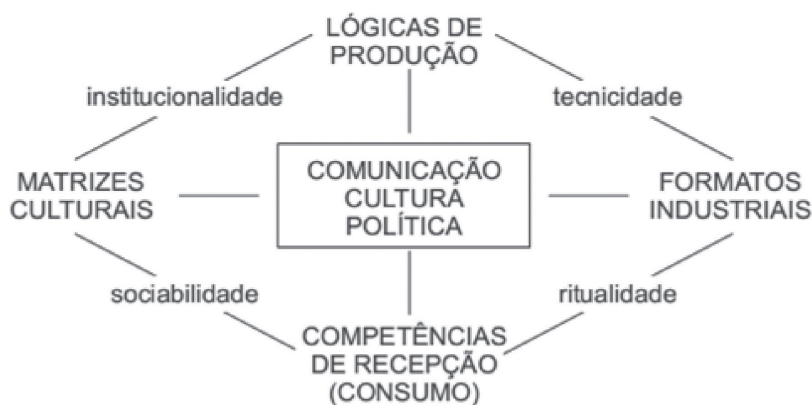 LÓGICAS DE
PRODUÇÃO
institucionalidade
tecnicidade
MATRIZES
CULTURAIS
COMUNICAÇÃO
CULTURA
POLÍTICA
FORMATOS
INDUSTRIAIS
sociabilidade
ritualidade
COMPETÊNCIAS
DE RECEPÇÃO
(CONSUMO)